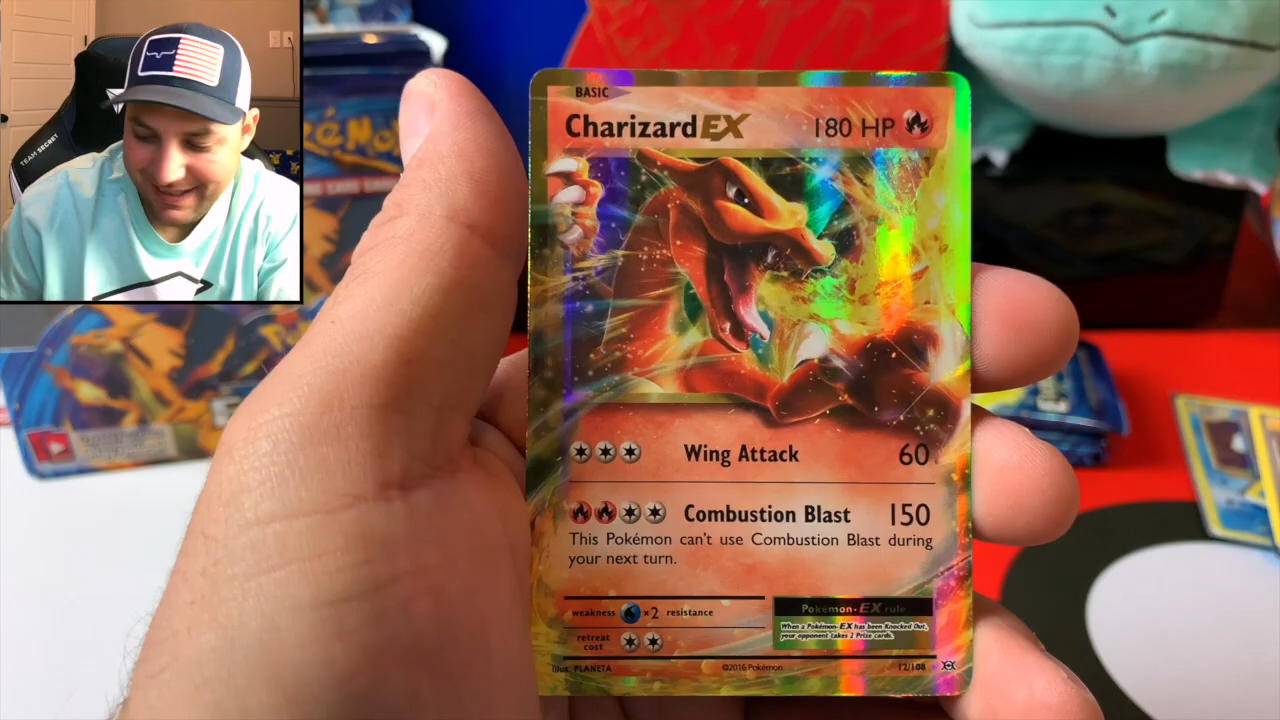 TEAM SECRET
Pokémon
BASIC
CharizardEX 180 HP
Wing Attack 60
Combustion Blast 150
This Pokémon can't use Combustion Blast during
your next turn.
weakness ×2 resistance
retreat
cost
Pokémon-EX rule
When a Pokémon-EX has been Knocked Out,
your opponent takes 2 Prize cards.
Illus. PLANETA ©2016 Pokémon 12/108